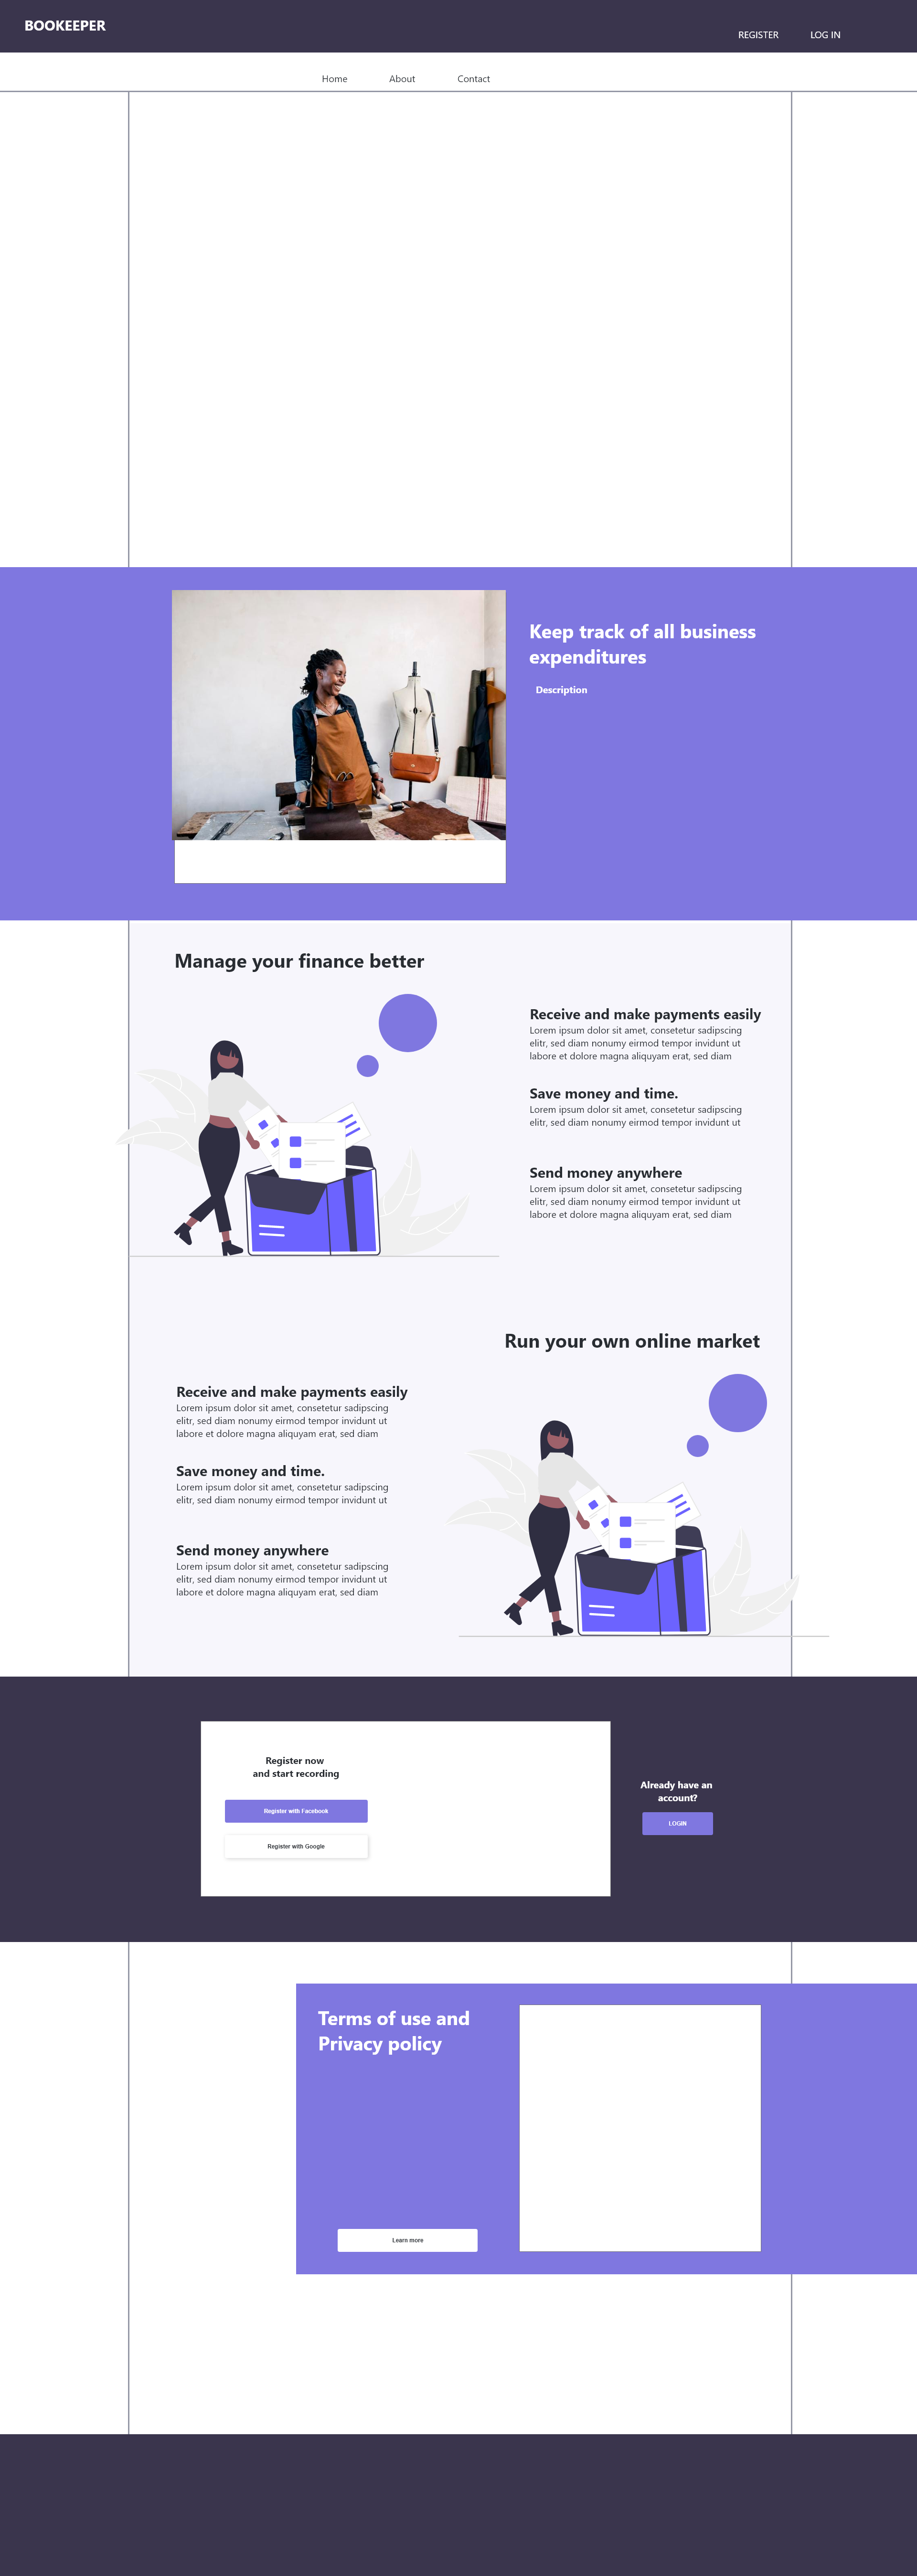 BOOKEEPER
REGISTER
LOG IN
Home
About
Contact
Keep track of all business
expenditures
Description
Manage your finance better
Receive and make payments easily
Lorem ipsum dolor sit amet, consetetur sadipscing
elitr, sed diam nonumy eirmod tempor invidunt ut
labore et dolore magna aliquyam erat, sed diam
Save money and time.
Lorem ipsum dolor sit amet, consetetur sadipscing
elitr, sed diam nonumy eirmod tempor invidunt ut
Send money anywhere
Lorem ipsum dolor sit amet, consetetur sadipscing
elitr, sed diam nonumy eirmod tempor invidunt ut
labore et dolore magna aliquyam erat, sed diam
Run your own online market
Receive and make payments easily
Lorem ipsum dolor sit amet, consetetur sadipscing
elitr, sed diam nonumy eirmod tempor invidunt ut
labore et dolore magna aliquyam erat, sed diam
Save money and time.
Lorem ipsum dolor sit amet, consetetur sadipscing
elitr, sed diam nonumy eirmod tempor invidunt ut
Send money anywhere
Lorem ipsum dolor sit amet, consetetur sadipscing
elitr, sed diam nonumy eirmod tempor invidunt ut
labore et dolore magna aliquyam erat, sed diam
Register now
and start recording
Register with Facebook
Register with Google
Already have an
account?
LOGIN
Terms of use and
Privacy policy
Learn more